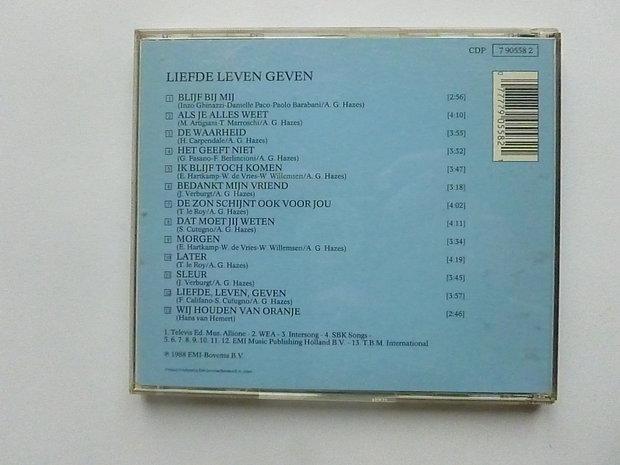 CDP 7 90558 2
LIEFDE LEVEN GEVEN
1 BLIJF BIJ MIJ [2:56]
(Inzo Ghinazzi-Danielle Paco-Paolo Barabani/A. G. Hazes)
2 ALS JE ALLES WEET [4:10]
(M. Artigiani-T. Marroschi/A. G. Hazes)
3 DE WAARHEID [3:55]
(H. Carpendale/A. G. Hazes)
4 HET GEEFT NIET [3:32]
(G. Fasano-F. Berlincioni/A. G. Hazes)
5 IK BLIJF TOCH KOMEN [3:47]
(E. Hartkamp-W. de Vries-W. Willemsen/A. G. Hazes)
6 BEDANKT MIJN VRIEND [3:18]
(J. Verburgt/A. G. Hazes)
7 DE ZON SCHIJNT OOK VOOR JOU [4:02]
(T. le Roy/A. G. Hazes)
8 DAT MOET JIJ WETEN [4:11]
(S. Cutugno/A. G. Hazes)
9 MORGEN [3:34]
(E. Hartkamp-W. de Vries-W. Willemsen/A. G. Hazes)
10 LATER [4:19]
(T. le Roy/A. G. Hazes)
11 SLEUR [3:45]
(J. Verburgt/A. G. Hazes)
12 LIEFDE, LEVEN, GEVEN [3:57]
(F. Califano-S. Cutugno/A. G. Hazes)
13 WIJ HOUDEN VAN ORANJE [2:46]
(Hans van Hemert)
1. Televis Ed. Mus. Allione - 2. WEA - 3. Intersong - 4. SBK Songs -
5. 6. 7. 8. 9. 10. 11. 12. EMI Music Publishing Holland B.V. - 13. T.B.M. International
℗ 1988 EMI-Bovema B.V.
0 77779 05582